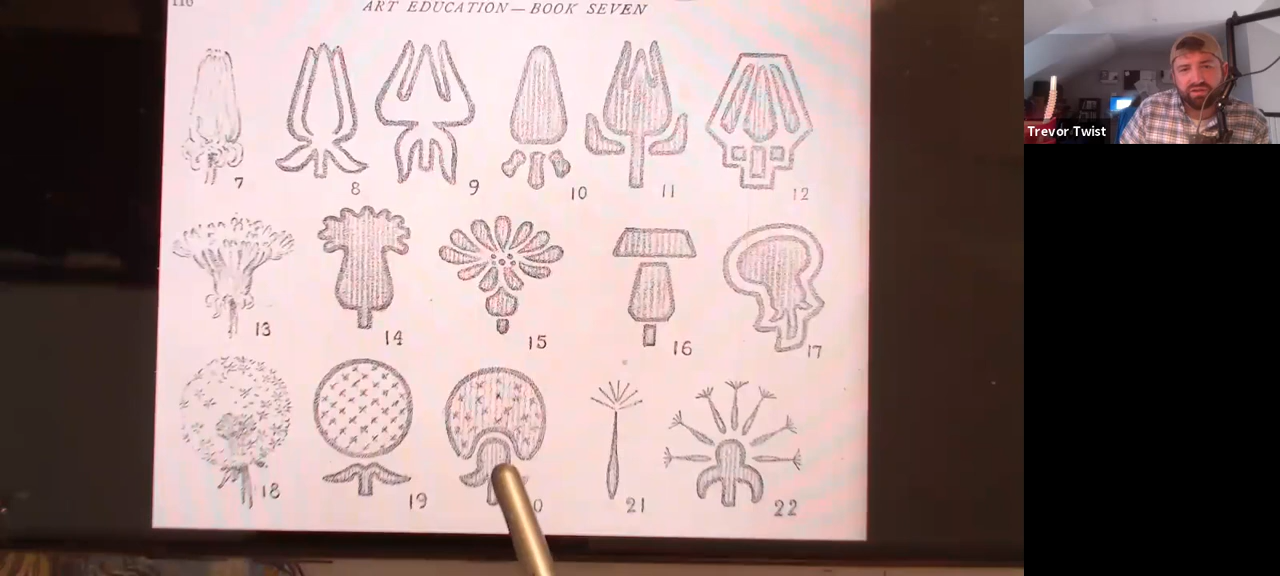 116
ART EDUCATION — BOOK SEVEN
Trevor Twist
7 8 9 10 11 12
13 14 15 16 17
18 19 0 21 22